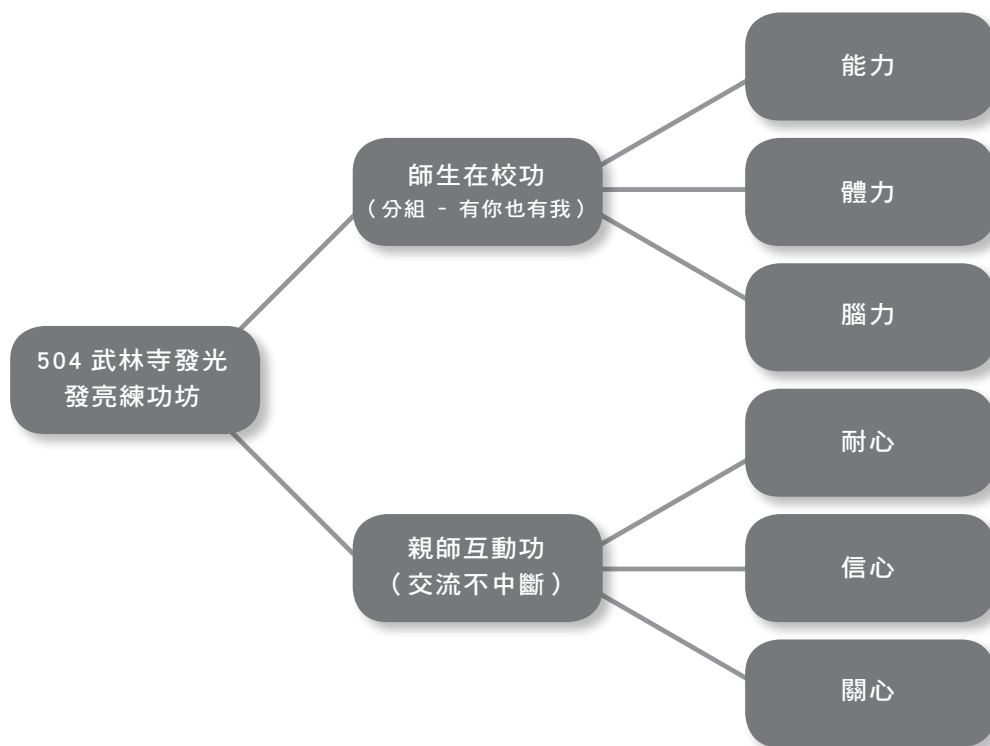 504 武林寺發光
發亮練功坊
師生在校功
（分組 - 有你也有我）
能力
體力
腦力
親師互動功
（交流不中斷）
耐心
信心
關心